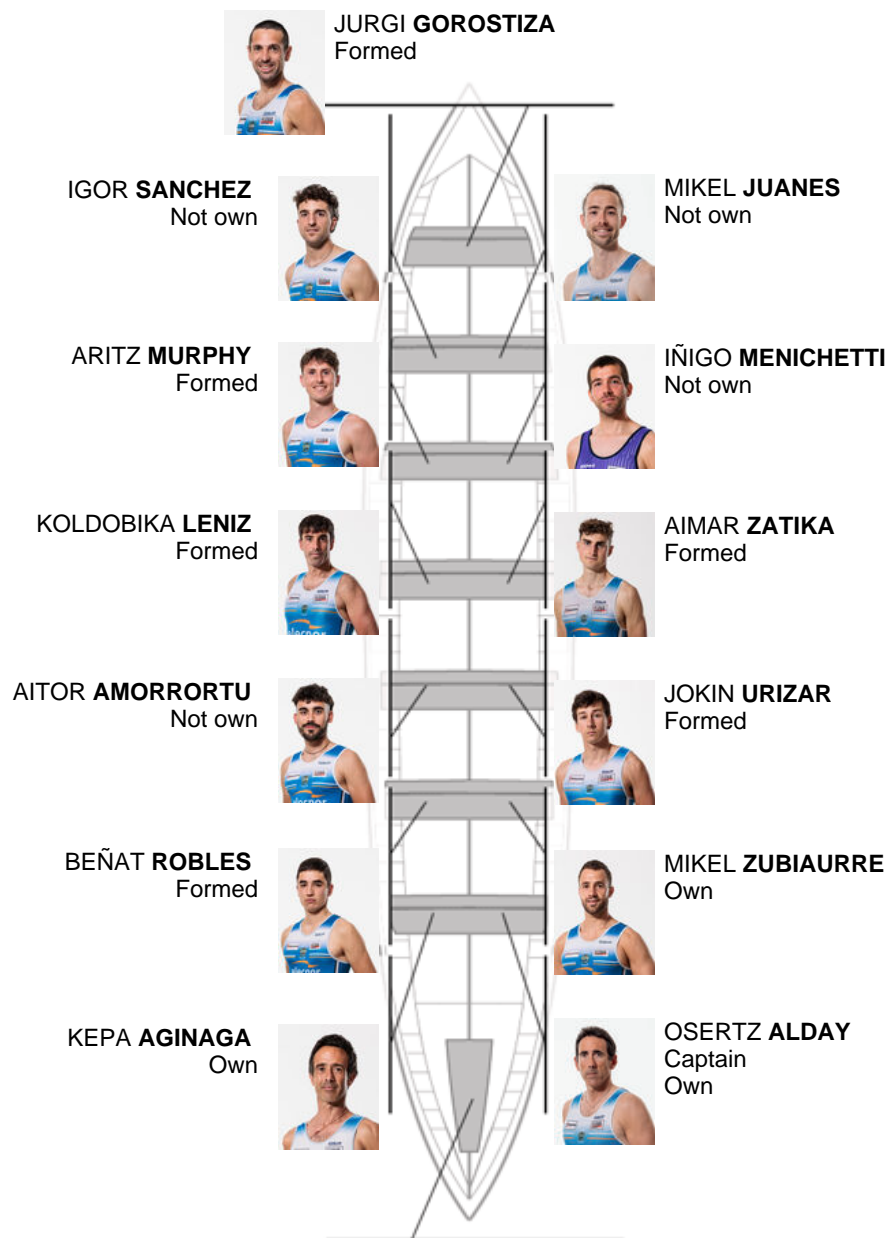 JURGI GOROSTIZA
Formed
IGOR SANCHEZ
Not own
MIKEL JUANES
Not own
ARITZ MURPHY
Formed
IÑIGO MENICHETTI
Not own
KOLDOBIKA LENIZ
Formed
AIMAR ZATIKA
Formed
AITOR AMORRORTU
Not own
JOKIN URIZAR
Formed
BEÑAT ROBLES
Formed
MIKEL ZUBIAURRE
Own
KEPA AGINAGA
Own
OSERTZ ALDAY
Captain
Own